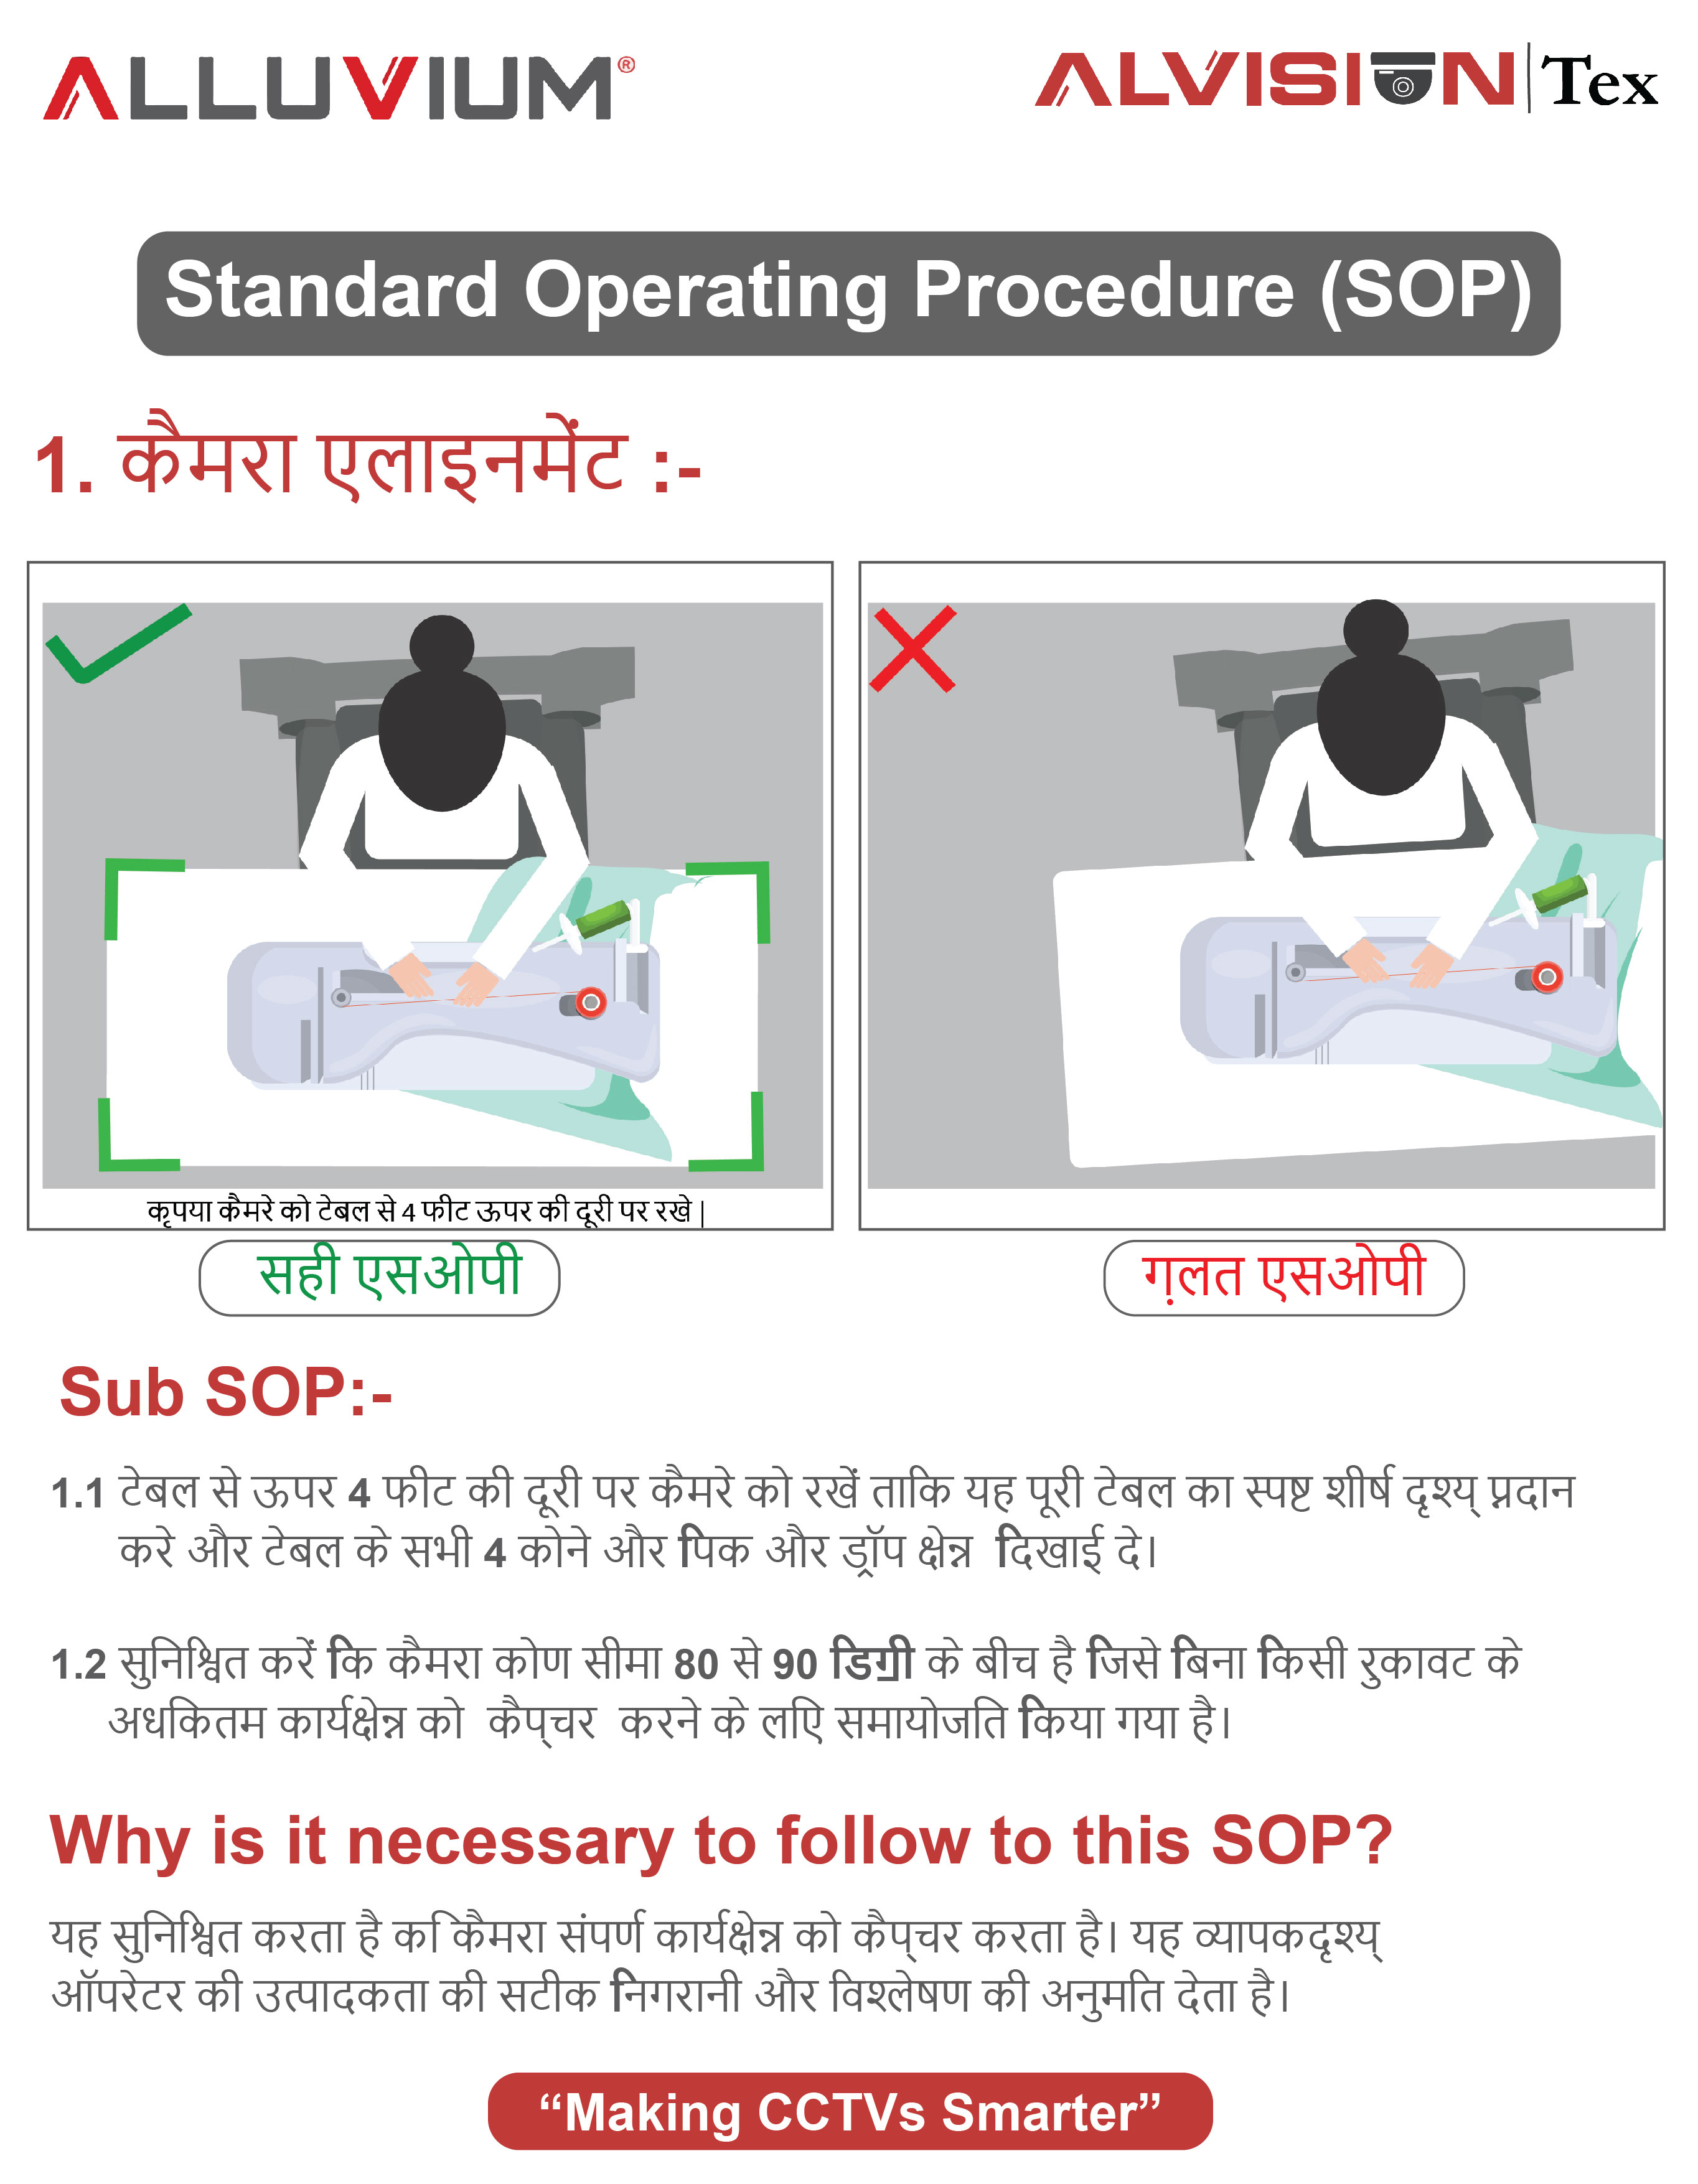 ALLUVIUM®
ALVISION | Tex
Standard Operating Procedure (SOP)
1. कैमरा एलाइनमेंट :-
कृपया कैमरे को टेबल से 4 फीट ऊपर की दूरी पर रखे |
सही एसओपी
ग़लत एसओपी
Sub SOP:-
1.1 टेबल से ऊपर 4 फीट की दूरी पर कैमरे को रखें ताकि यह पूरी टेबल का स्पष्ट शीर्ष दृश्य् प्रदान
करे और टेबल के सभी 4 कोने और पिक और ड्रॉप क्षेत्र दिखाई दे।
1.2 सुनिश्चित करें कि कैमरा कोण सीमा 80 से 90 डिग्री के बीच है जिसे बिना किसी रुकावट के
अधकितम कार्यक्षेत्र को कैप्चर करने के लएि समायोजति किया गया है।
Why is it necessary to follow to this SOP?
यह सुनिश्चित करता है कि कैमरा संपर्ण कार्यक्षेत्र को कैप्चर करता है। यह व्यापकदृश्य्
ऑपरेटर की उत्पादकता की सटीक निगरानी और विश्लेषण की अनुमति देता है।
“Making CCTVs Smarter”